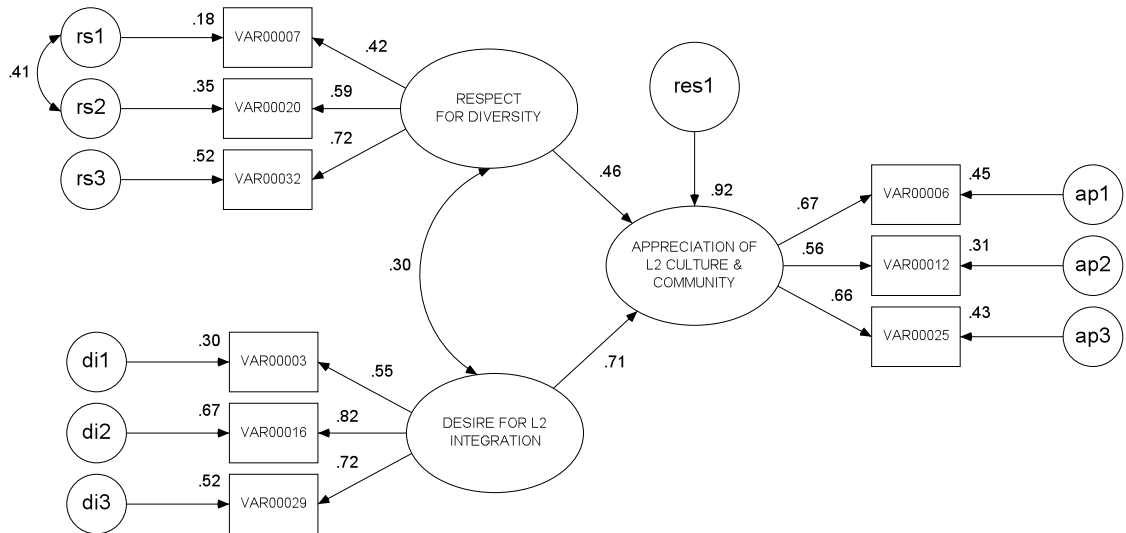 rs1
.18
VAR00007
.42
.41
rs2
.35
VAR00020
.59
RESPECT
FOR DIVERSITY
rs3
.52
VAR00032
.72
res1
.46
.92
.30
APPRECIATION OF
L2 CULTURE &
COMMUNITY
.67
VAR00006
.45
ap1
.56
VAR00012
.31
ap2
.66
VAR00025
.43
ap3
di1
.30
VAR00003
.55
.71
di2
.67
VAR00016
.82
DESIRE FOR L2
INTEGRATION
di3
.52
VAR00029
.72